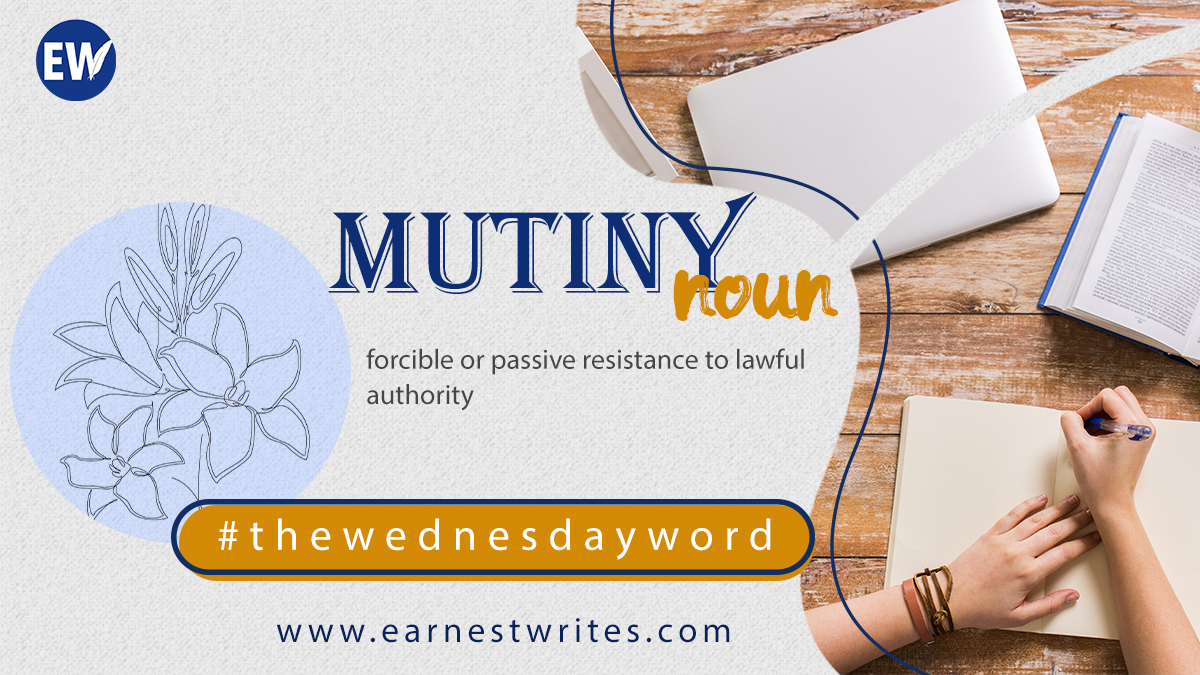 EW
MUTINY
noun
forcible or passive resistance to lawful
authority
#thewednesdayword
www.earnestwrites.com